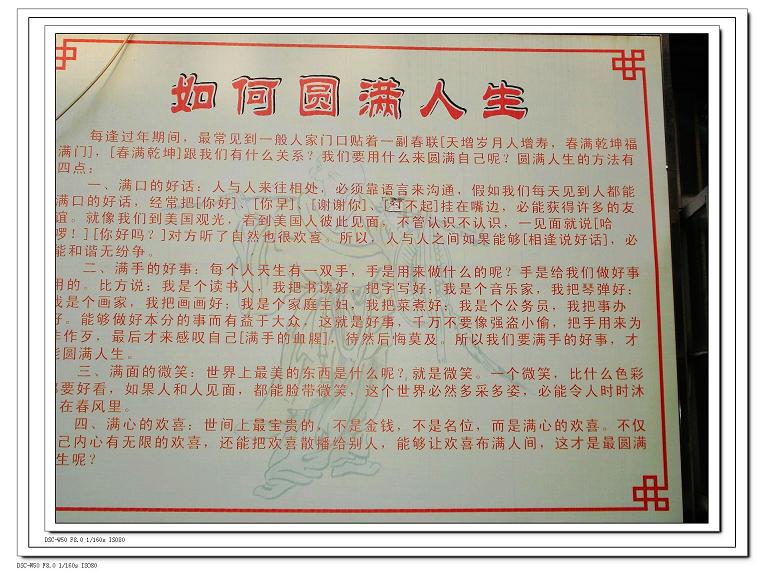 如何圆满人生
每逢过年期间，最常见到一般人家门口贴着一副春联[天增岁月人增寿，春满乾坤福
满门]，[春满乾坤]跟我们有什么关系？我们要用什么来圆满自己呢？圆满人生的方法有
四点：
一、满口的好话：人与人来往相处，必须靠语言来沟通，假如我们每天见到人都能
满口的好话，经常把[你好]、[你早]、[谢谢你]、[不起]挂在嘴边，必能获得许多的友
谊。就像我们到美国观光，看到美国人彼此见面，不管认识不认识，一见面就说[哈
啰！][你好吗？]对方听了自然也很欢喜。所以，人与人之间如果能够[相逢说好话]，必
能和谐无纷争。
二、满手的好事：每个人天生有一双手，手是用来做什么的呢？手是给我们做好事
用的。比方说：我是个读书人，我把书读好，把字写好；我是个音乐家，我把琴弹好；
我是个画家，我把画画好；我是个家庭主妇，我把菜煮好；我是个公务员，我把事办
好。能够做好本分的事而有益于大众，这就是好事，千万不要像强盗小偷，把手用来为
作歹，最后才来感叹自己[满手的血腥]，待然后悔莫及。所以我们要满手的好事，才
能圆满人生。
三、满面的微笑：世界上最美的东西是什么呢？就是微笑。一个微笑，比什么色彩
都要好看，如果人和人见面，都能脸带微笑，这个世界必然多采多姿，必能令人时时沐
在春风里。
四、满心的欢喜：世间上最宝贵的，不是金钱，不是名位，而是满心的欢喜。不仅
己内心有无限的欢喜，还能把欢喜散播给别人，能够让欢喜布满人间，这才是最圆满
生呢？
DSC-W50 F8.0 1/160s ISO80
DSC-W50 F8.0 1/160s ISO80